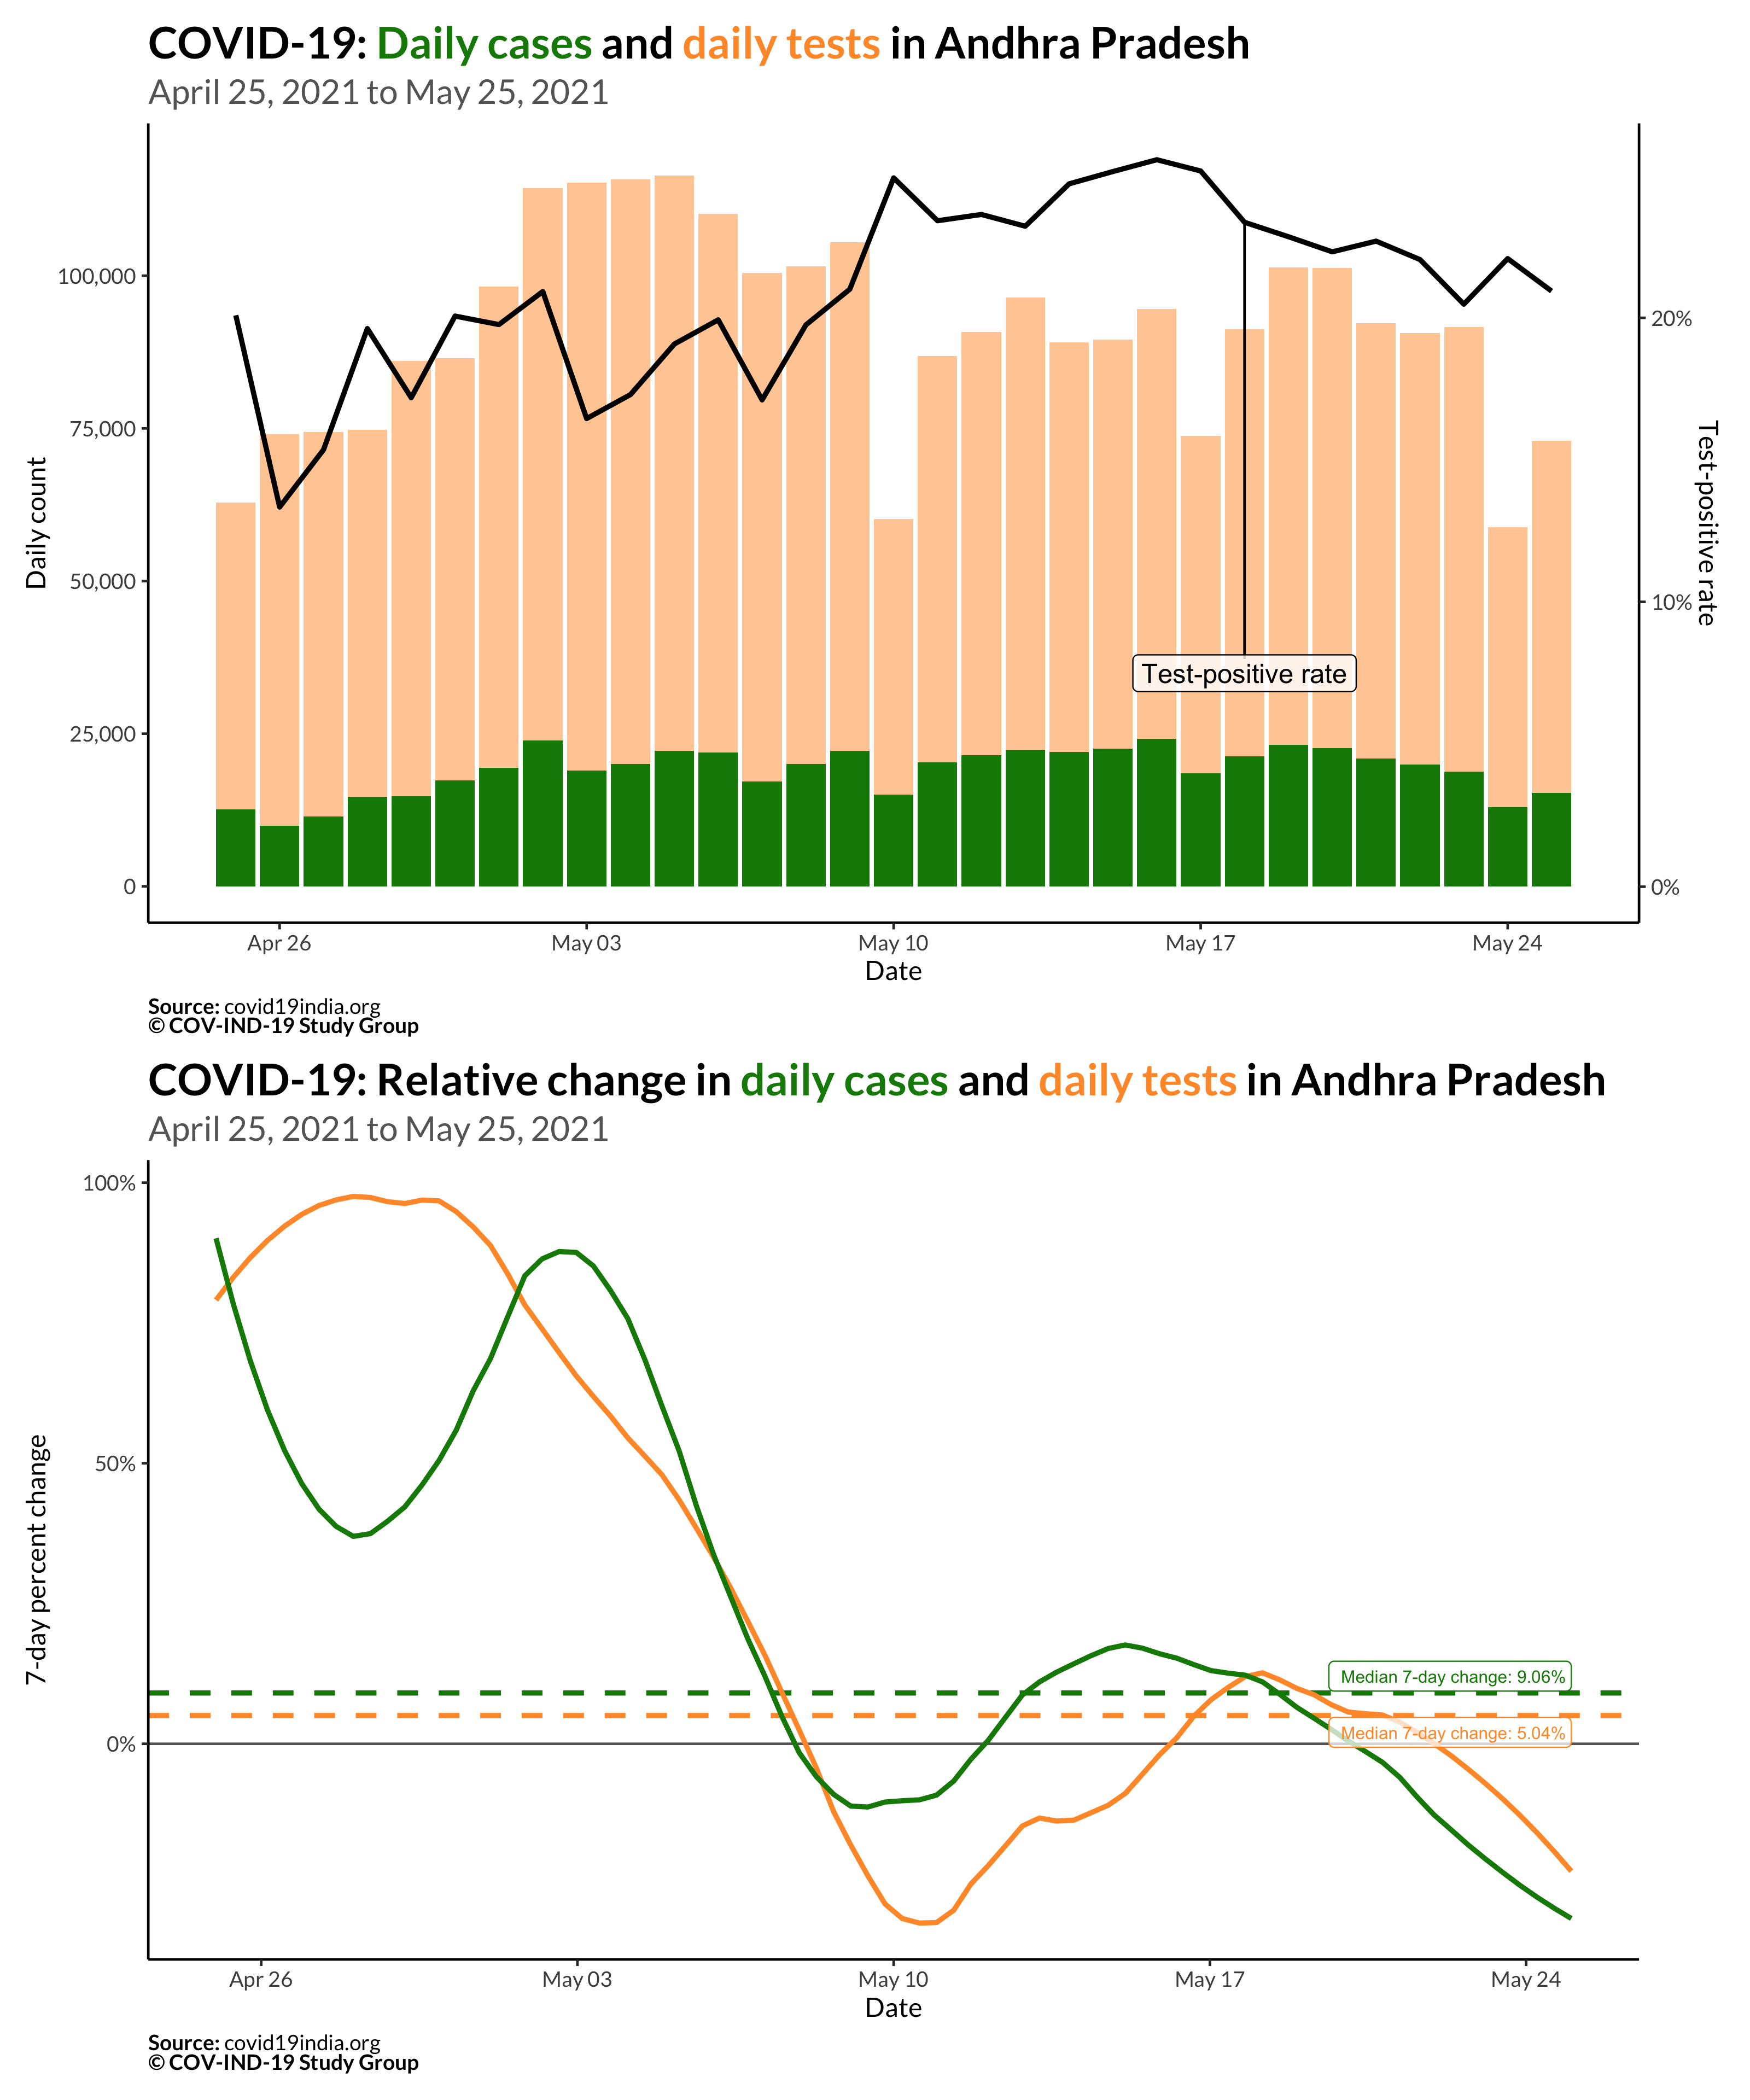 COVID-19: Daily cases and daily tests in Andhra Pradesh
April 25, 2021 to May 25, 2021
Daily count
100,000
75,000
50,000
25,000
0
20%
10%
0%
Test-positive rate
Test-positive rate
Apr 26
May 03
May 10
May 17
May 24
Date
Source: covid19india.org
© COV-IND-19 Study Group
COVID-19: Relative change in daily cases and daily tests in Andhra Pradesh
April 25, 2021 to May 25, 2021
7-day percent change
100%
50%
0%
Median 7-day change: 9.06%
Median 7-day change: 5.04%
Apr 26
May 03
May 10
May 17
May 24
Date
Source: covid19india.org
© COV-IND-19 Study Group